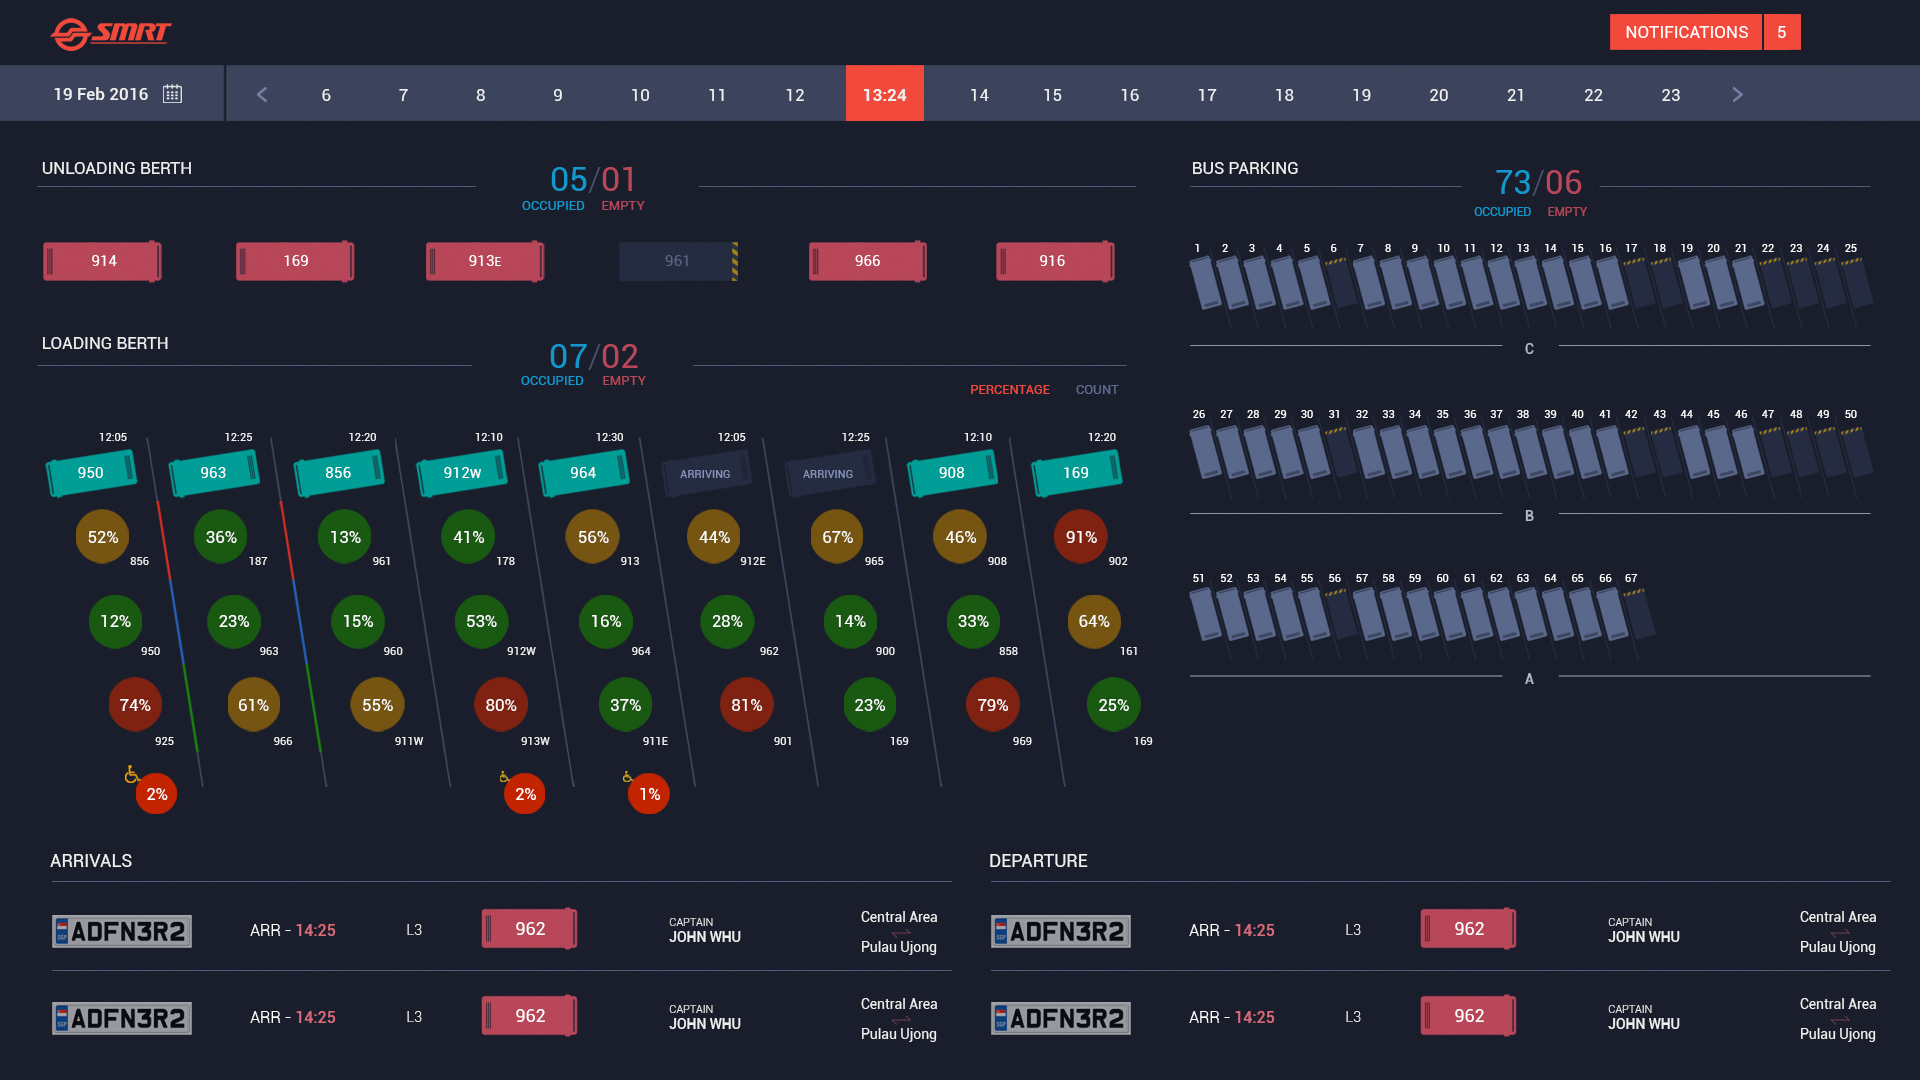 SMRT
NOTIFICATIONS 5
19 Feb 2016 6 7 8 9 10 11 12 13:24 14 15 16 17 18 19 20 21 22 23
UNLOADING BERTH
05/01
OCCUPIED EMPTY
914 169 913E 961 966 916
LOADING BERTH
07/02
OCCUPIED EMPTY
PERCENTAGE COUNT
12:05 12:25 12:20 12:10 12:30 12:05 12:25 12:10 12:20
950 963 856 912W 964 ARRIVING ARRIVING 908 169
52% 36% 13% 41% 56% 44% 67% 46% 91%
856 187 961 178 913 912E 965 908 902
12% 23% 15% 53% 16% 28% 14% 33% 64%
950 963 960 912W 964 962 900 858 161
74% 61% 55% 80% 37% 81% 23% 79% 25%
925 966 911W 913W 911E 901 169 969 169
2% 2% 1%
BUS PARKING
73/06
OCCUPIED EMPTY
1 2 3 4 5 6 7 8 9 10 11 12 13 14 15 16 17 18 19 20 21 22 23 24 25
C
26 27 28 29 30 31 32 33 34 35 36 37 38 39 40 41 42 43 44 45 46 47 48 49 50
B
51 52 53 54 55 56 57 58 59 60 61 62 63 64 65 66 67
A
ARRIVALS
SGP ADFN3R2 ARR - 14:25 L3 962 CAPTAIN JOHN WHU Central Area Pulau Ujong
SGP ADFN3R2 ARR - 14:25 L3 962 CAPTAIN JOHN WHU Central Area Pulau Ujong
DEPARTURE
SGP ADFN3R2 ARR - 14:25 L3 962 CAPTAIN JOHN WHU Central Area Pulau Ujong
SGP ADFN3R2 ARR - 14:25 L3 962 CAPTAIN JOHN WHU Central Area Pulau Ujong